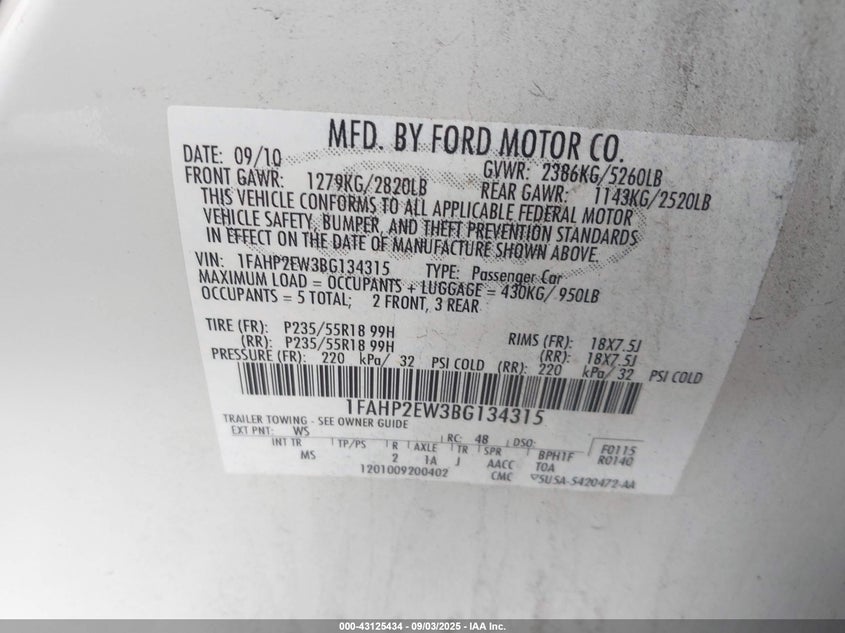 MFD. BY FORD MOTOR CO.
DATE: 09/10 GVWR: 2386KG/5260LB
FRONT GAWR: 1279KG/2820LB REAR GAWR: 1143KG/2520LB
THIS VEHICLE CONFORMS TO ALL APPLICABLE FEDERAL MOTOR
VEHICLE SAFETY, BUMPER, AND THEFT PREVENTION STANDARDS
IN EFFECT ON THE DATE OF MANUFACTURE SHOWN ABOVE.
VIN: 1FAHP2EW3BG134315 TYPE: Passenger Car
MAXIMUM LOAD = OCCUPANTS + LUGGAGE = 430KG/ 950LB
OCCUPANTS = 5 TOTAL; 2 FRONT, 3 REAR
TIRE (FR): P235/55R18 99H RIMS (FR): 18X7.5J
(RR): P235/55R18 99H (RR): 18X7.5J
PRESSURE (FR): 220 kPa/ 32 PSI COLD (RR): 220 kPa/ 32 PSI COLD
1FAHP2EW3BG134315
TRAILER TOWING - SEE OWNER GUIDE
EXT PNT: WS RC: 48 DSO: F0115
INT TR TP/PS R AXLE TR SPR BPH1F R0140
MS 2 1A J AACC TOA
1201009200402 CMC ▽5U5A-5420472-AA
000-43125434 - 09/03/2025 - IAA Inc.